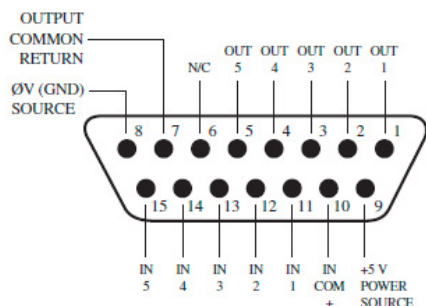 OUTPUT
COMMON
RETURN
ØV (GND)
SOURCE
N/C
OUT
5
OUT
4
OUT
3
OUT
2
OUT
1
8 7 6 5 4 3 2 1
15 14 13 12 11 10 9
IN
5
IN
4
IN
3
IN
2
IN
1
IN
COM
+
+5 V
POWER
SOURCE